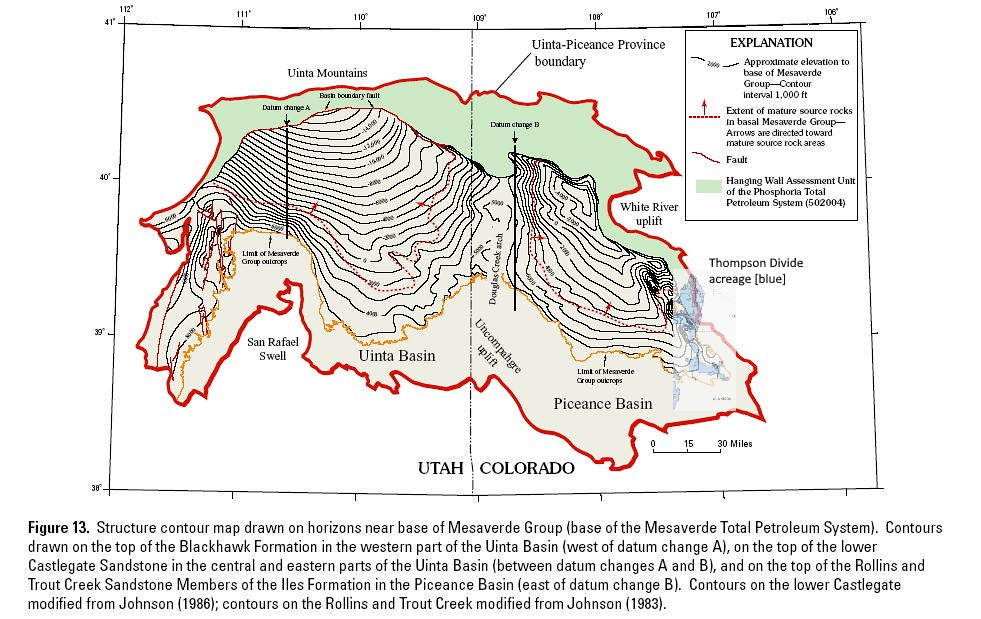 112°
111°
110°
109°
108°
107°
106°
41°
40°
39°
38°
Uinta-Piceance Province
boundary
Uinta Mountains
Basin boundary fault
Datum change A
Datum change B
EXPLANATION
Approximate elevation to
base of Mesaverde
Group—Contour
interval 1,000 ft
Extent of mature source rocks
in basal Mesaverde Group—
Arrows are directed toward
mature source rock areas
Fault
Hanging Wall Assessment Unit
of the Phosphoria Total
Petroleum System (502004)
White River
uplift
Thompson Divide
acreage [blue]
Limit of Mesaverde
Group outcrops
Douglas Creek arch
San Rafael
Swell
Uinta Basin
Uncompahgre
uplift
Limit of Mesaverde
Group outcrops
Piceance Basin
0 15 30 Miles
UTAH COLORADO
Figure 13. Structure contour map drawn on horizons near base of Mesaverde Group (base of the Mesaverde Total Petroleum System). Contours
drawn on the top of the Blackhawk Formation in the western part of the Uinta Basin (west of datum change A), on the top of the lower
Castlegate Sandstone in the central and eastern parts of the Uinta Basin (between datum changes A and B), and on the top of the Rollins and
Trout Creek Sandstone Members of the Iles Formation in the Piceance Basin (east of datum change B). Contours on the lower Castlegate
modified from Johnson (1986); contours on the Rollins and Trout Creek modified from Johnson (1983).